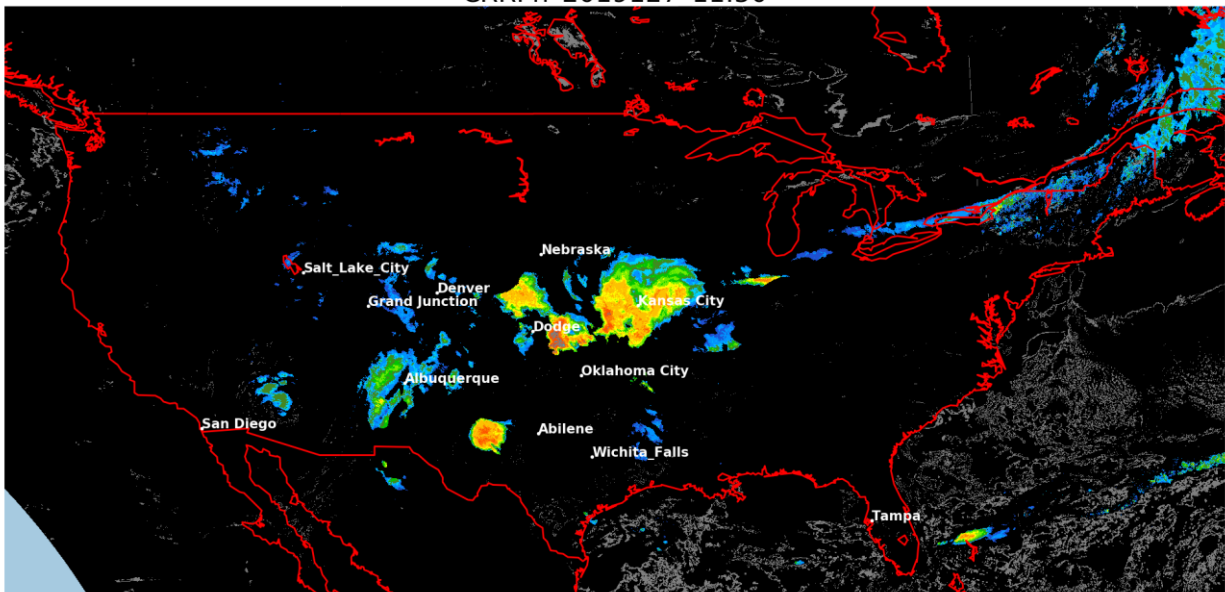 Nebraska
Salt_Lake_City
Denver
Grand Junction
Kansas City
Dodge
Oklahoma City
Albuquerque
San Diego
Abilene
Wichita_Falls
Tampa